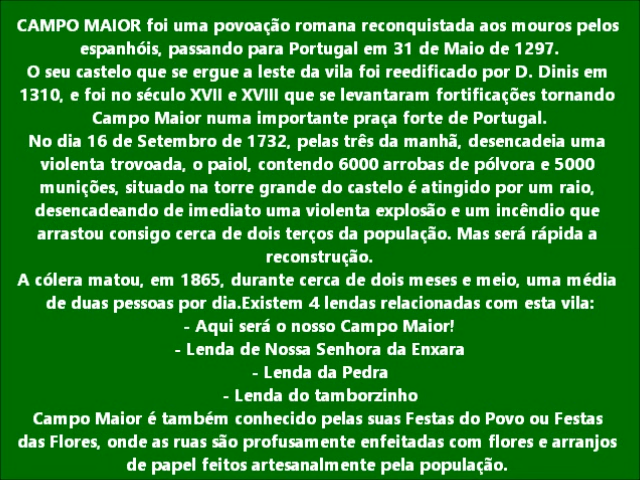 CAMPO MAIOR foi uma povoação romana reconquistada aos mouros pelos
espanhóis, passando para Portugal em 31 de Maio de 1297.
O seu castelo que se ergue a leste da vila foi reedificado por D. Dinis em
1310, e foi no século XVII e XVIII que se levantaram fortificações tornando
Campo Maior numa importante praça forte de Portugal.
No dia 16 de Setembro de 1732, pelas três da manhã, desencadeia uma
violenta trovoada, o paiol, contendo 6000 arrobas de pólvora e 5000
munições, situado na torre grande do castelo é atingido por um raio,
desencadeando de imediato uma violenta explosão e um incêndio que
arrastou consigo cerca de dois terços da população. Mas será rápida a
reconstrução.
A cólera matou, em 1865, durante cerca de dois meses e meio, uma média
de duas pessoas por dia.Existem 4 lendas relacionadas com esta vila:
- Aqui será o nosso Campo Maior!
- Lenda de Nossa Senhora da Enxara
- Lenda da Pedra
- Lenda do tamborzinho
Campo Maior é também conhecido pelas suas Festas do Povo ou Festas
das Flores, onde as ruas são profusamente enfeitadas com flores e arranjos
de papel feitos artesanalmente pela população.